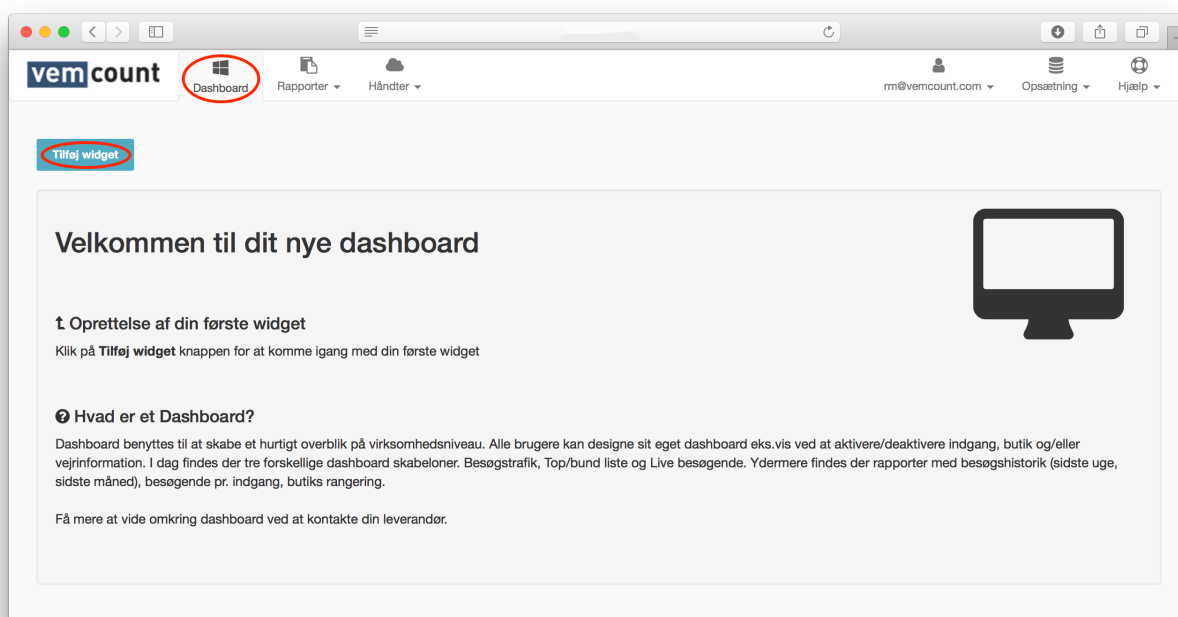 vemcount
Dashboard
Rapporter
Håndter
rm@vemcount.com
Opsætning
Hjælp
Tilføj widget
Velkommen til dit nye dashboard
Oprettelse af din første widget
Klik på Tilføj widget knappen for at komme igang med din første widget
Hvad er et Dashboard?
Dashboard benyttes til at skabe et hurtigt overblik på virksomhedsniveau. Alle brugere kan designe sit eget dashboard eks.vis ved at aktivere/deaktivere indgang, butik og/eller
vejrinformation. I dag findes der tre forskellige dashboard skabeloner. Besøgstrafik, Top/bund liste og Live besøgende. Ydermere findes der rapporter med besøgshistorik (sidste uge,
sidste måned), besøgende pr. indgang, butiks rangering.
Få mere at vide omkring dashboard ved at kontakte din leverandør.